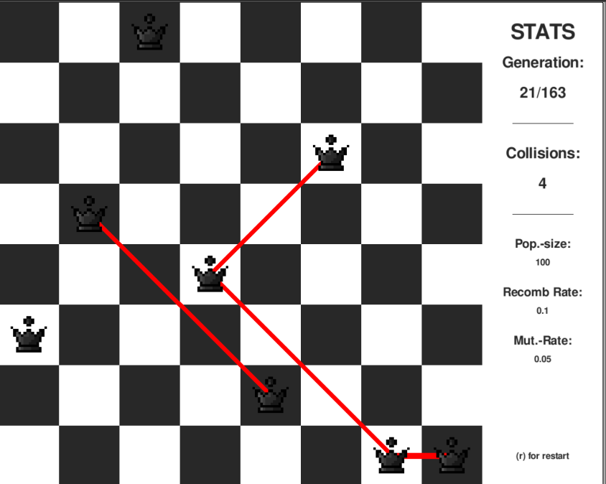 STATS
Generation:
21/163
Collisions:
4
Pop.-size:
100
Recomb Rate:
0.1
Mut.-Rate:
0.05
(r) for restart